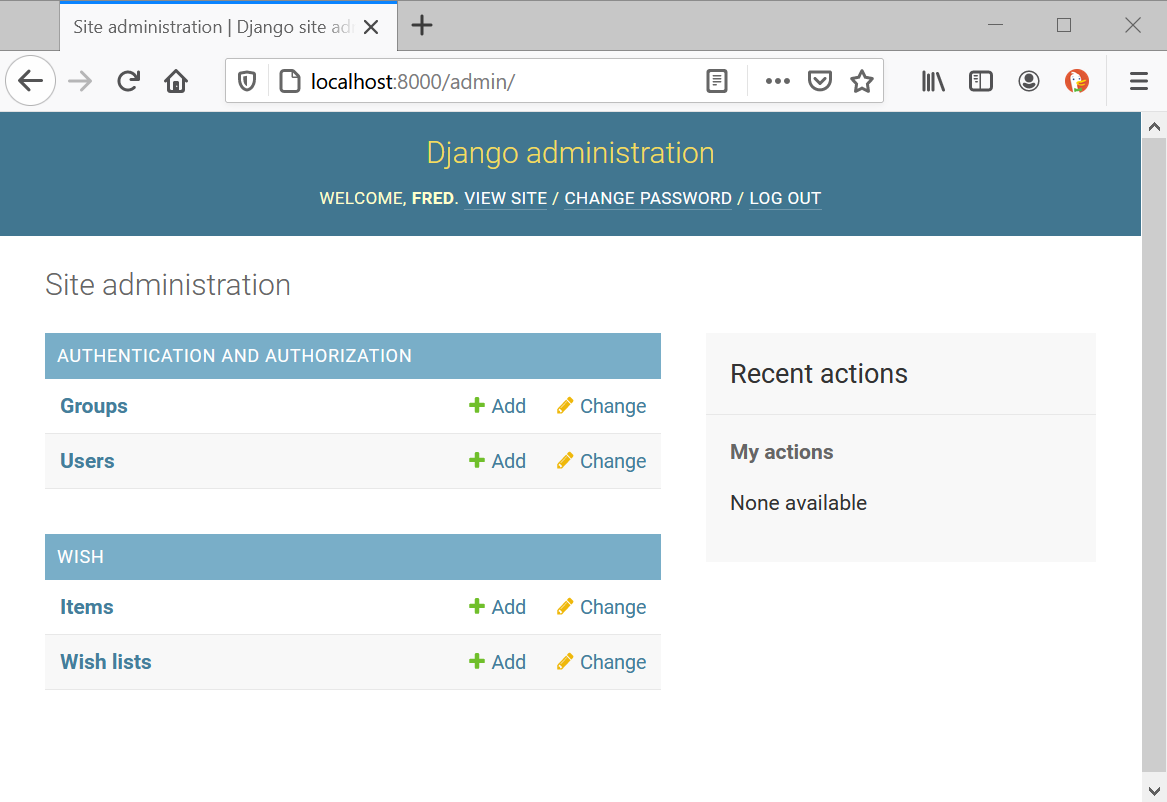 Site administration | Django site ad
localhost:8000/admin/
Django administration
WELCOME, FRED. VIEW SITE / CHANGE PASSWORD / LOG OUT
Site administration
AUTHENTICATION AND AUTHORIZATION
Groups Add Change
Users Add Change
WISH
Items Add Change
Wish lists Add Change
Recent actions
My actions
None available